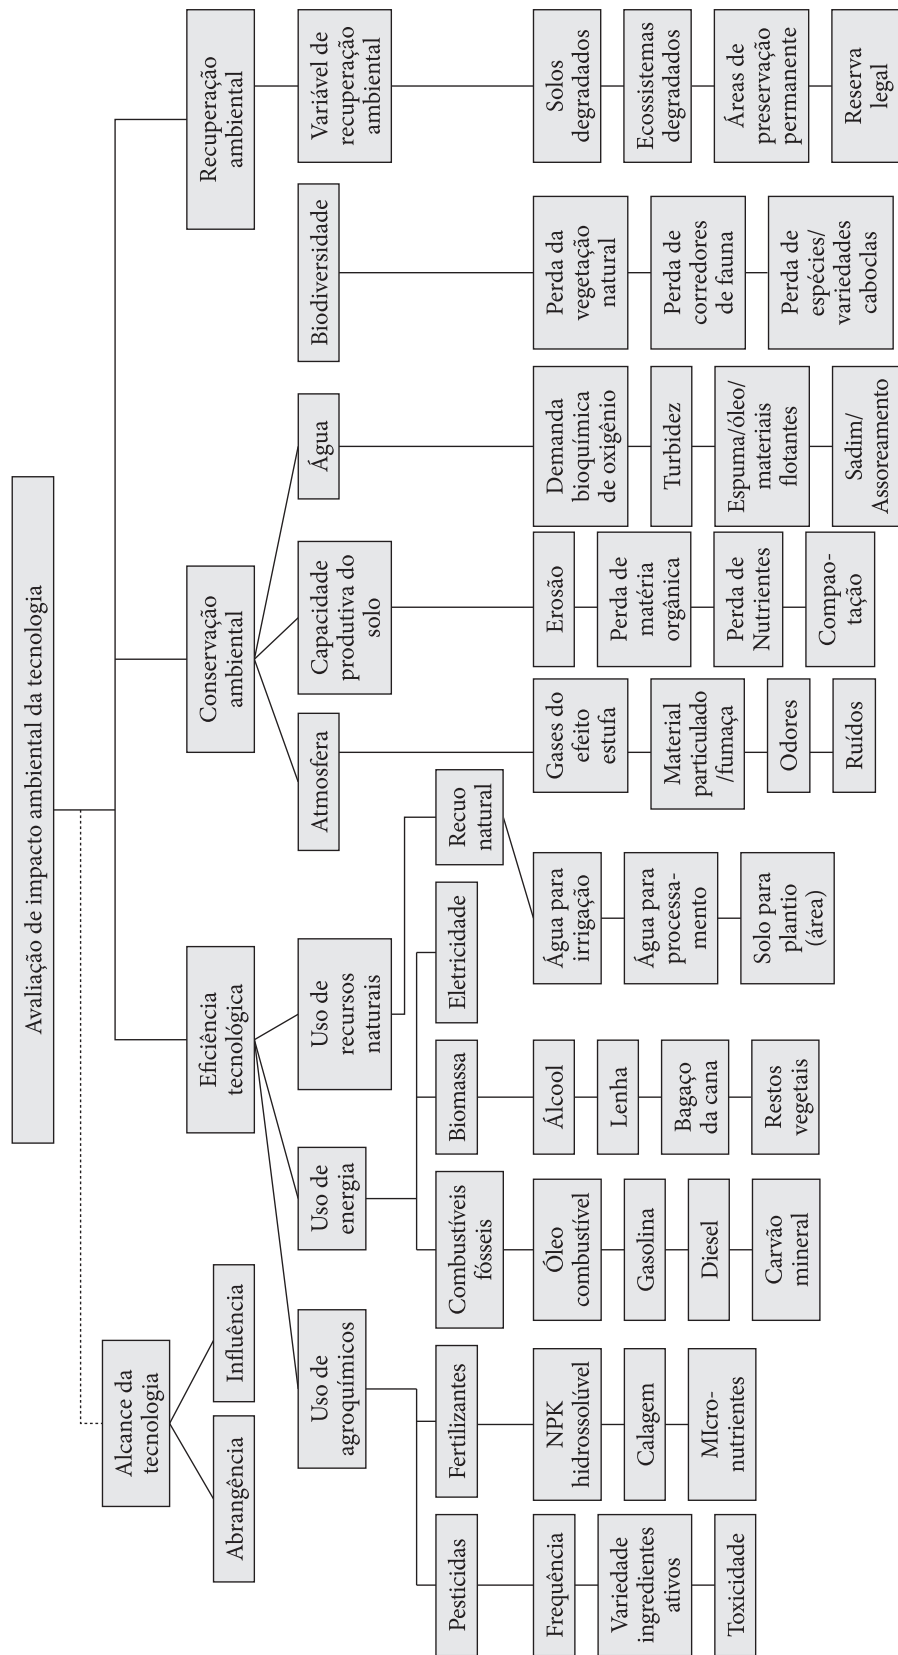 Avaliação de impacto ambiental da tecnologia
Alcance da
tecnologia
Abrangência
Influência
Eficiência
tecnológica
Conservação
ambiental
Recuperação
ambiental
Uso de
agroquímicos
Uso de
energia
Uso de
recursos
naturais
Atmosfera
Capacidade
produtiva do
solo
Água
Biodiversidade
Variável de
recuperação
ambiental
Pesticidas
Fertilizantes
Combustíveis
fósseis
Biomassa
Eletricidade
Recuo
natural
Frequência
Variedade
ingredientes
ativos
Toxicidade
NPK
hidrossolúvel
Calagem
MIcro-
nutrientes
Óleo
combustível
Gasolina
Diesel
Carvão
mineral
Álcool
Lenha
Bagaço
da cana
Restos
vegetais
Água para
irrigação
Água para
processa-
mento
Solo para
plantio
(área)
Gases do
efeito
estufa
Material
particulado
/fumaça
Odores
Ruídos
Erosão
Perda de
matéria
orgânica
Perda de
Nutrientes
Compao-
tação
Demanda
bioquímica
de oxigênio
Turbidez
Espuma/óleo/
materiais
flotantes
Sadim/
Assoreamento
Perda da
vegetação
natural
Perda de
corredores
de fauna
Perda de
espécies/
variedades
caboclas
Solos
degradados
Ecossistemas
degradados
Áreas de
preservação
permanente
Reserva
legal